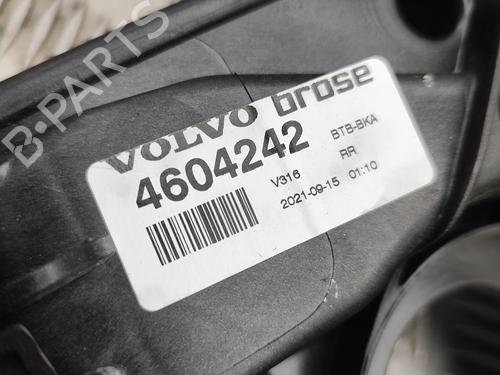 VOLVO brose
4604242
BTB-BKA
V316 RR
2021-09-15 01:10
B-PARTS